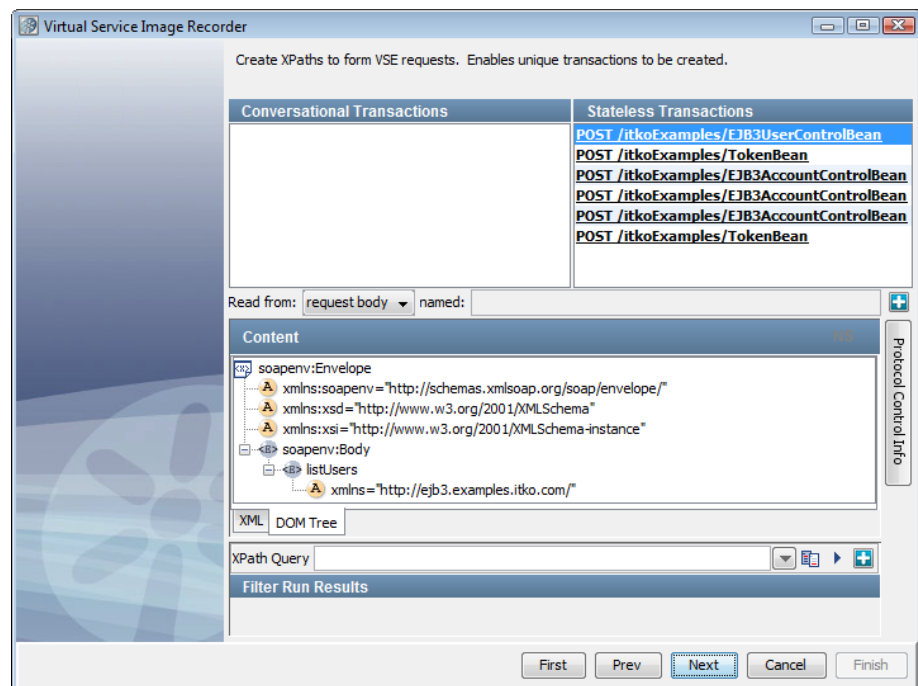 Virtual Service Image Recorder
Create XPaths to form VSE requests. Enables unique transactions to be created.
Conversational Transactions
Stateless Transactions
POST /itkoExamples/EJB3UserControlBean
POST /itkoExamples/TokenBean
POST /itkoExamples/EJB3AccountControlBean
POST /itkoExamples/EJB3AccountControlBean
POST /itkoExamples/EJB3AccountControlBean
POST /itkoExamples/TokenBean
Read from: request body named:
Content
Protocol Control Info
<X> soapenv:Envelope
A xmlns:soapenv="http://schemas.xmlsoap.org/soap/envelope/"
A xmlns:xsd="http://www.w3.org/2001/XMLSchema"
A xmlns:xsi="http://www.w3.org/2001/XMLSchema-instance"
<E> soapenv:Body
<E> listUsers
A xmlns="http://ejb3.examples.itko.com/"
XML DOM Tree
XPath Query
Filter Run Results
First Prev Next Cancel Finish